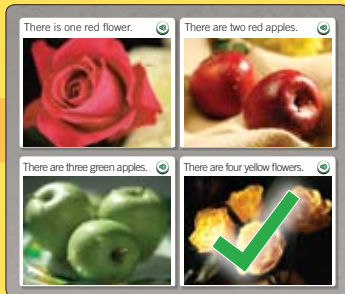 There is one red flower.
There are two red apples.
There are three green apples.
There are four yellow flowers.